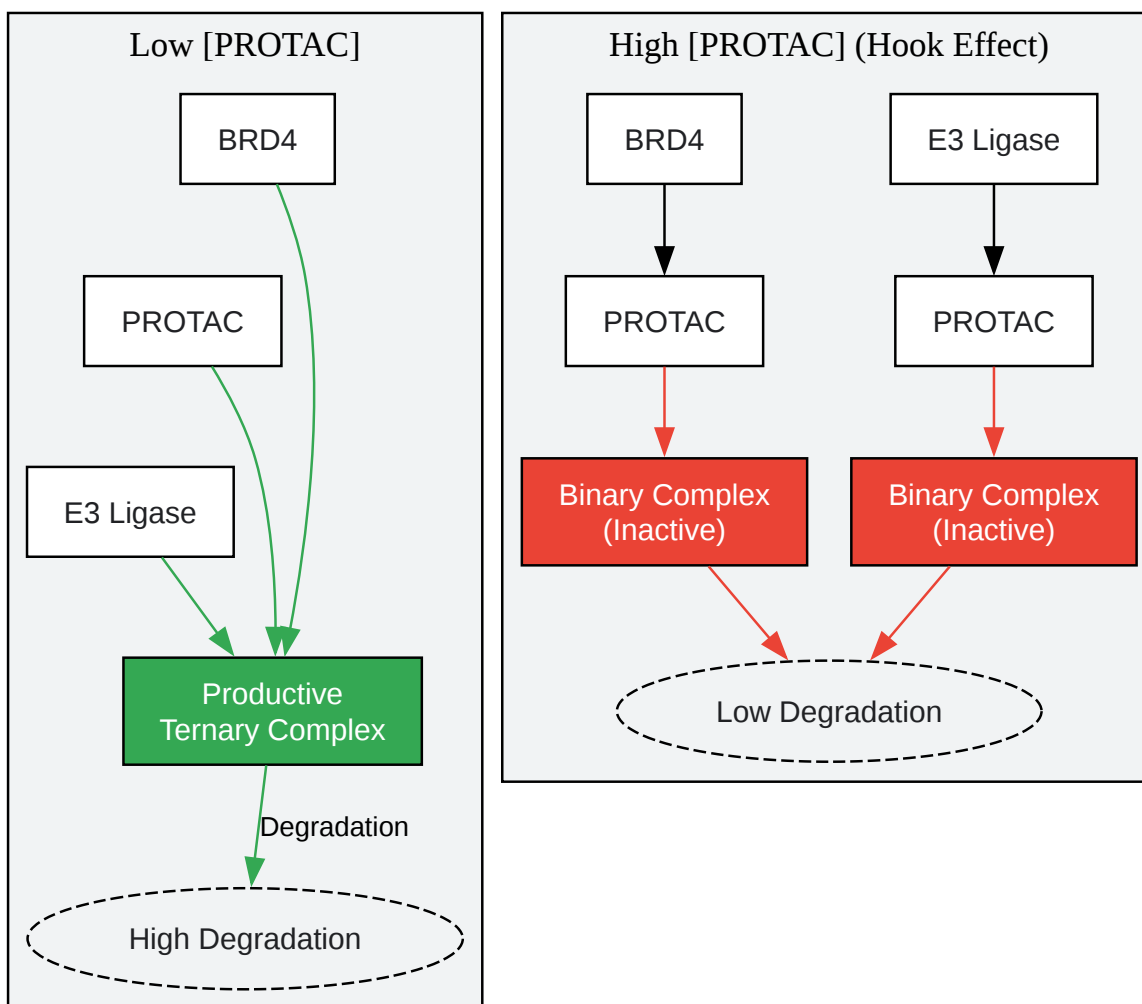 Low [PROTAC]
BRD4
PROTAC
E3 Ligase
Productive
Ternary Complex
Degradation
High Degradation
High [PROTAC] (Hook Effect)
BRD4
E3 Ligase
PROTAC
PROTAC
Binary Complex
(Inactive)
Binary Complex
(Inactive)
Low Degradation